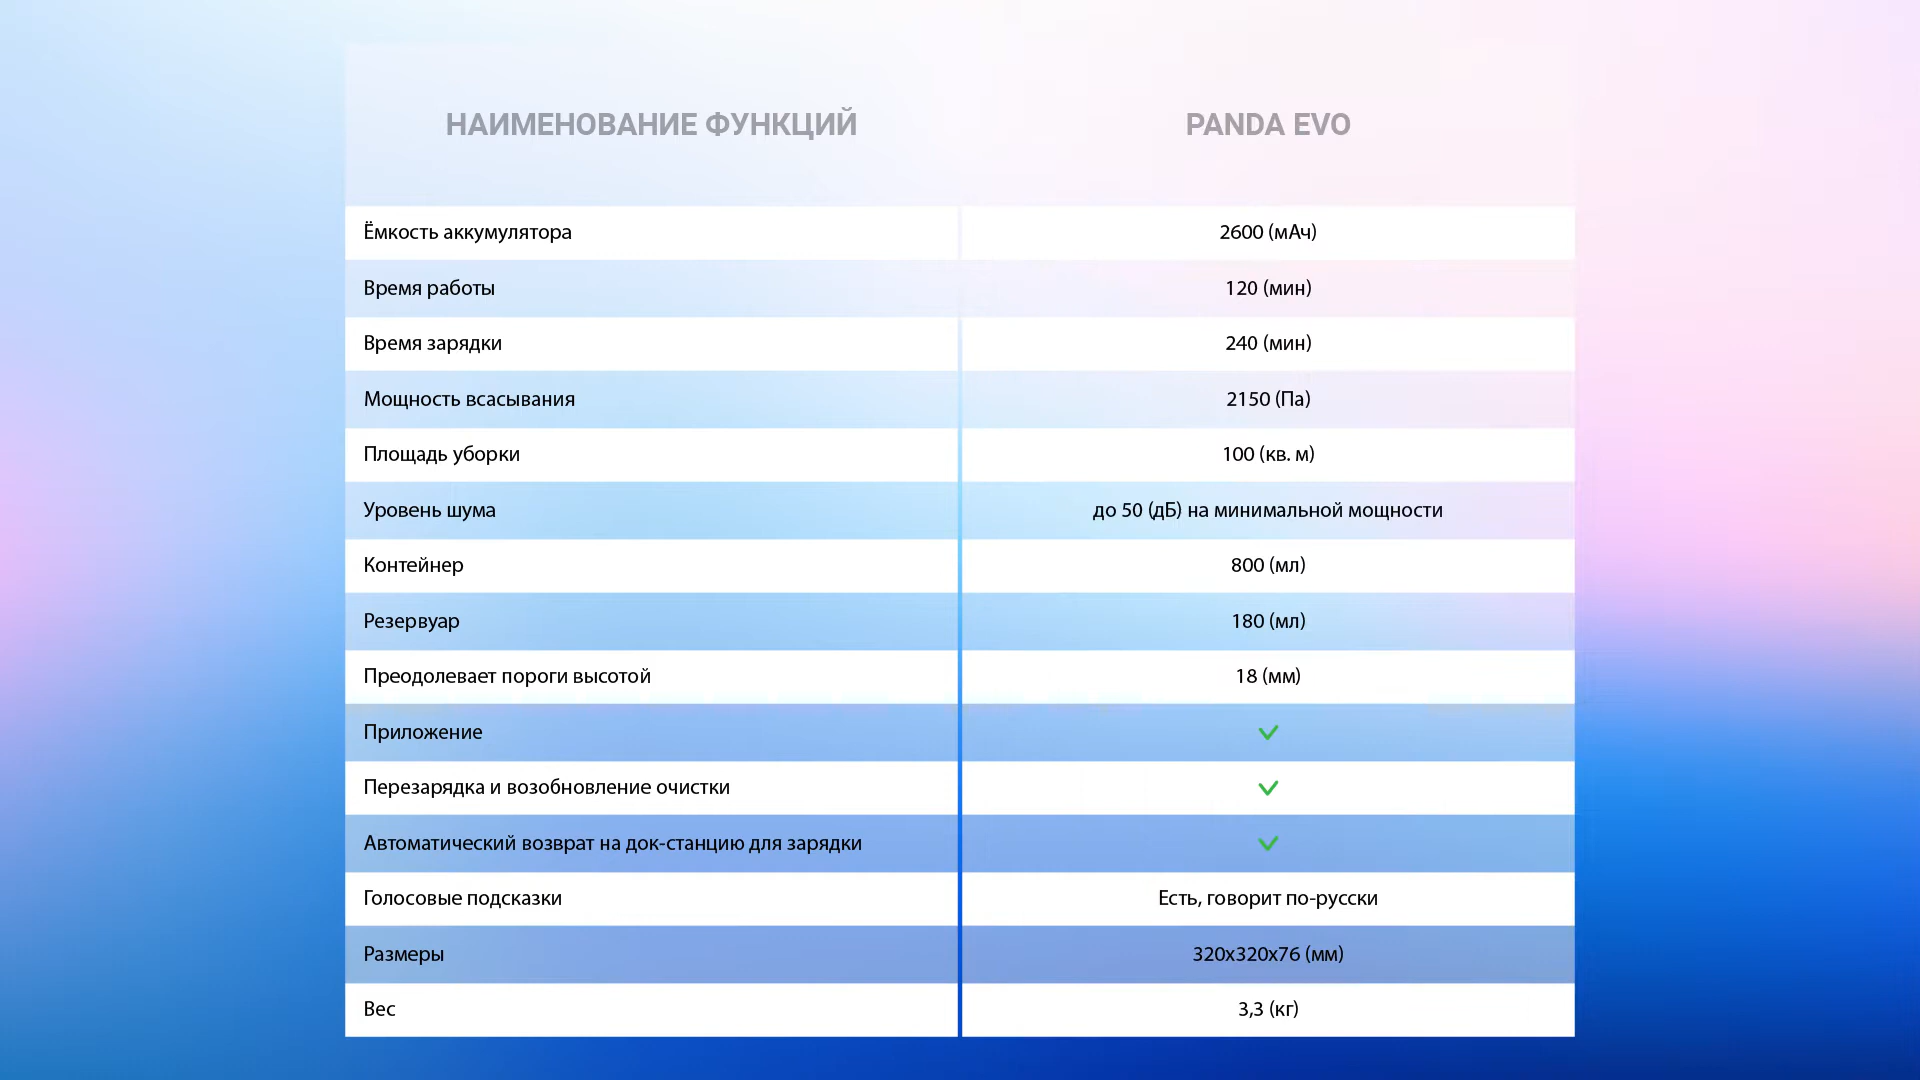 НАИМЕНОВАНИЕ ФУНКЦИЙ PANDA EVO
Ёмкость аккумулятора 2600 (мАч)
Время работы 120 (мин)
Время зарядки 240 (мин)
Мощность всасывания 2150 (Па)
Площадь уборки 100 (кв. м)
Уровень шума до 50 (дБ) на минимальной мощности
Контейнер 800 (мл)
Резервуар 180 (мл)
Преодолевает пороги высотой 18 (мм)
Приложение
Перезарядка и возобновление очистки
Автоматический возврат на док-станцию для зарядки
Голосовые подсказки Есть, говорит по-русски
Размеры 320x320x76 (мм)
Вес 3,3 (кг)